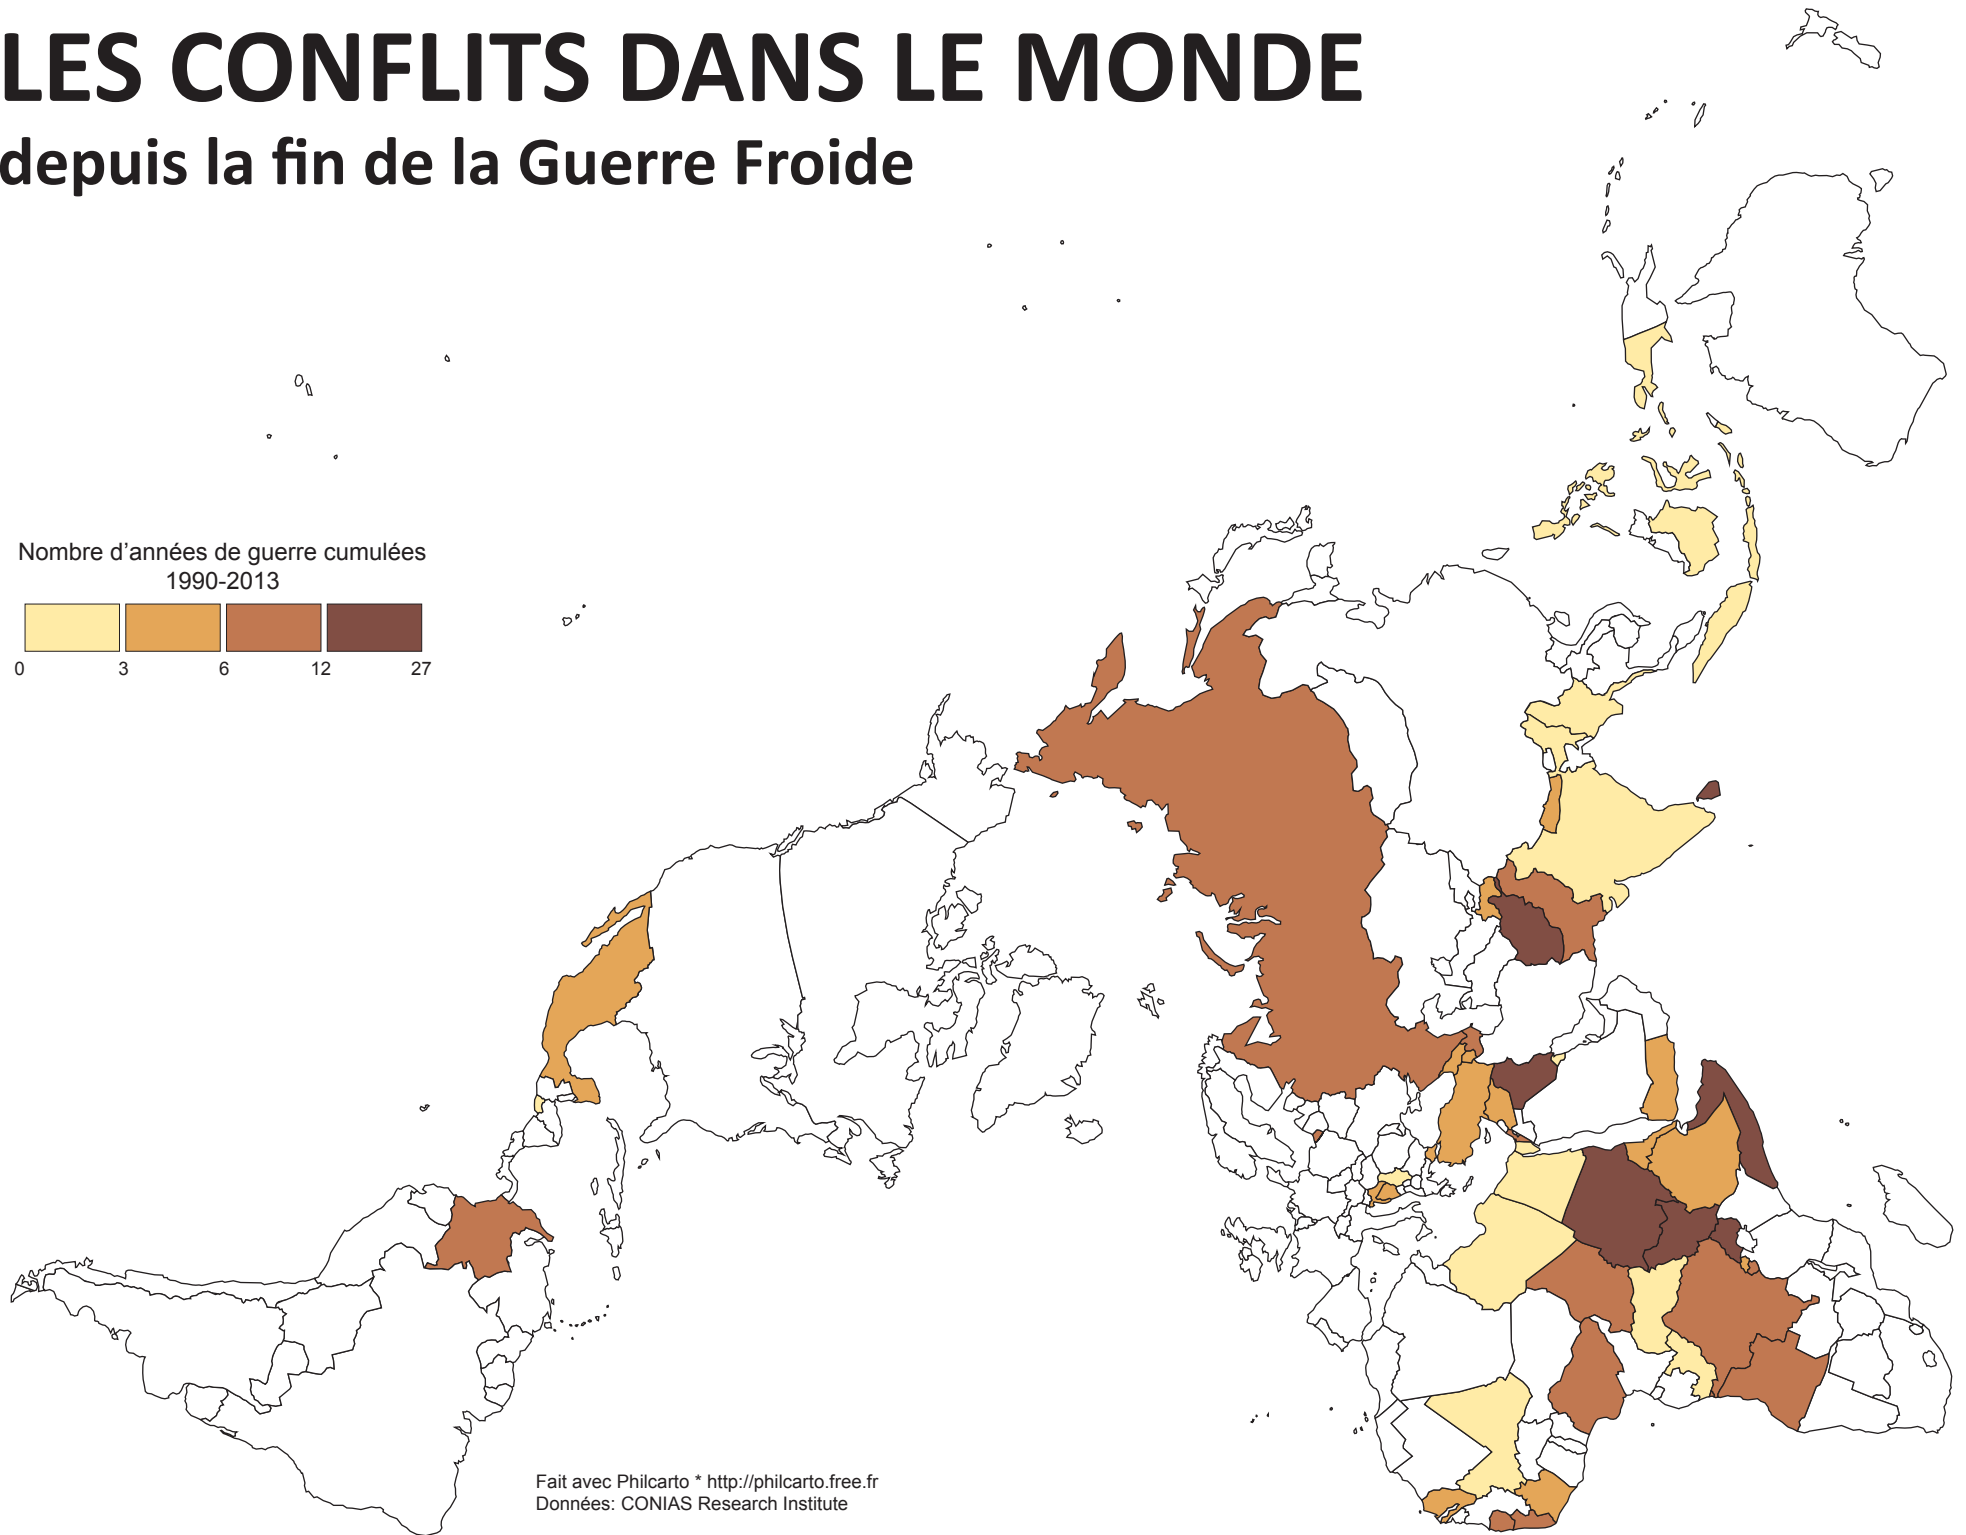 LES CONFLITS DANS LE MONDE
depuis la fin de la Guerre Froide
Nombre d’années de guerre cumulées
1990-2013
0 3 6 12 27
Fait avec Philcarto * http://philcarto.free.fr
Données: CONIAS Research Institute